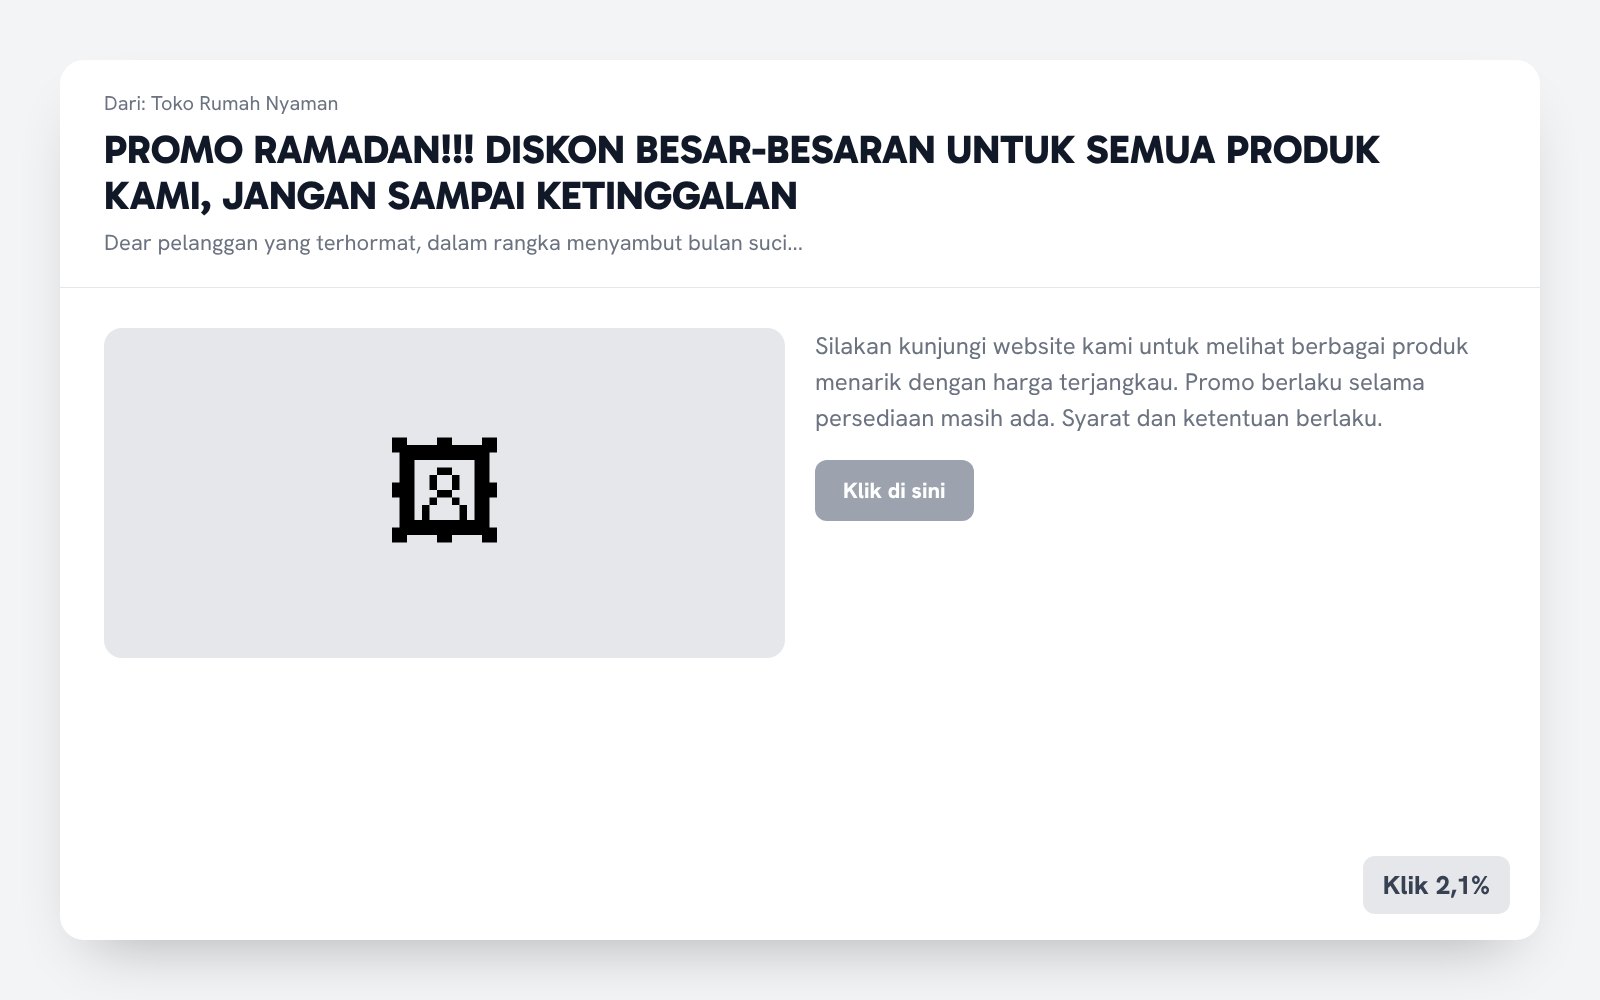 Dari: Toko Rumah Nyaman
PROMO RAMADAN!!! DISKON BESAR-BESARAN UNTUK SEMUA PRODUK
KAMI, JANGAN SAMPAI KETINGGALAN
Dear pelanggan yang terhormat, dalam rangka menyambut bulan suci...
Silakan kunjungi website kami untuk melihat berbagai produk
menarik dengan harga terjangkau. Promo berlaku selama
persediaan masih ada. Syarat dan ketentuan berlaku.
Klik di sini
Klik 2,1%